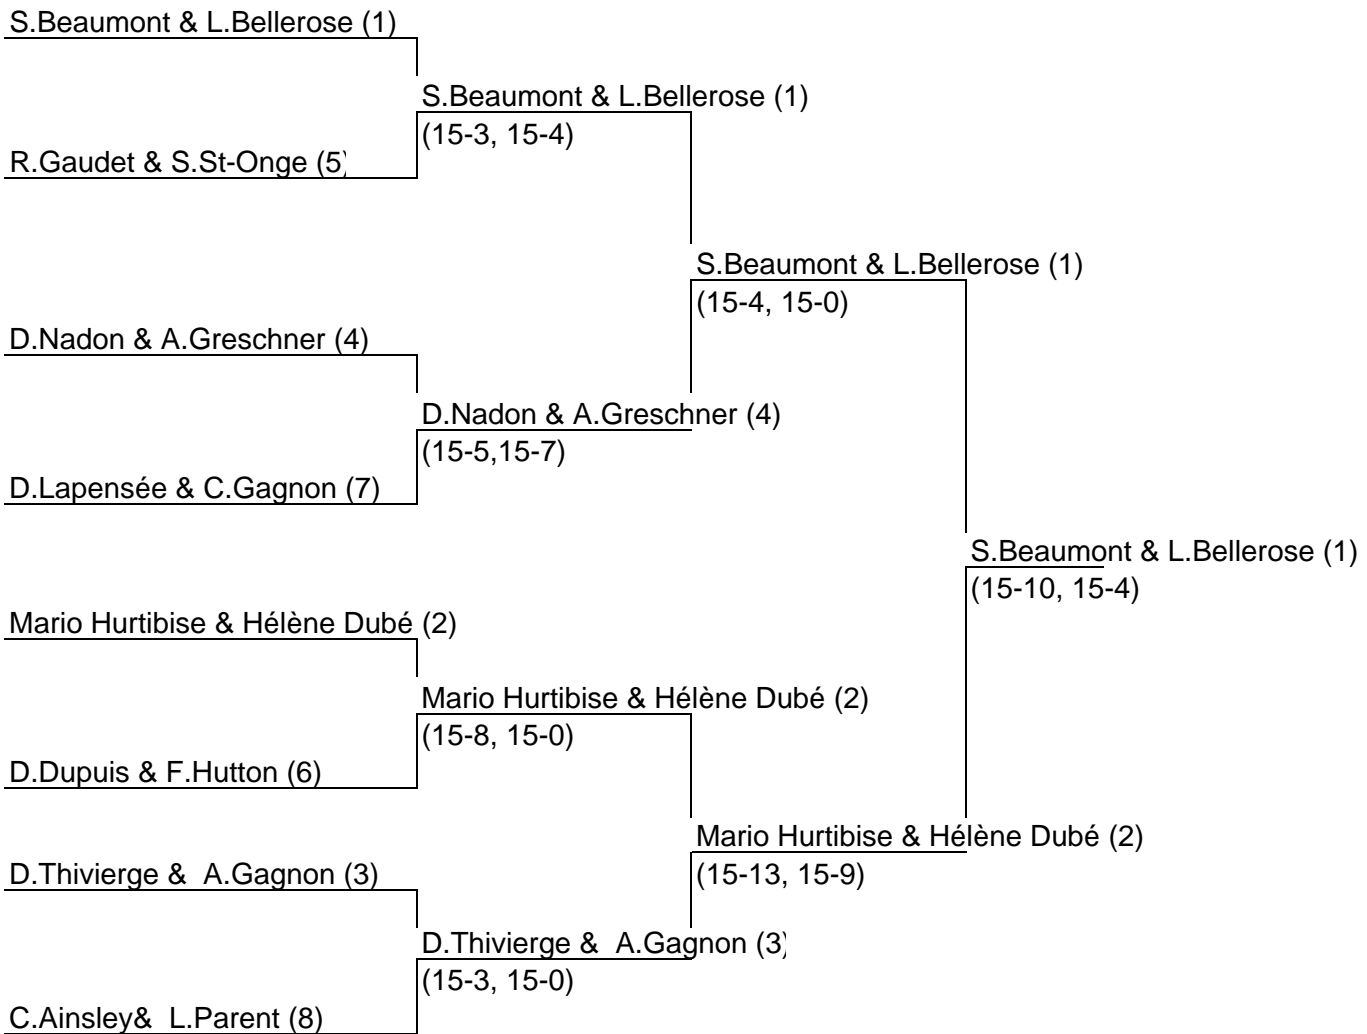 S.Beaumont & L.Bellerose (1)
S.Beaumont & L.Bellerose (1)
(15-3, 15-4)
R.Gaudet & S.St-Onge (5)
S.Beaumont & L.Bellerose (1)
(15-4, 15-0)
D.Nadon & A.Greschner (4)
D.Nadon & A.Greschner (4)
(15-5,15-7)
D.Lapensée & C.Gagnon (7)
S.Beaumont & L.Bellerose (1)
(15-10, 15-4)
Mario Hurtibise & Hélène Dubé (2)
Mario Hurtibise & Hélène Dubé (2)
(15-8, 15-0)
D.Dupuis & F.Hutton (6)
Mario Hurtibise & Hélène Dubé (2)
(15-13, 15-9)
D.Thivierge &  A.Gagnon (3)
D.Thivierge &  A.Gagnon (3)
(15-3, 15-0)
C.Ainsley&  L.Parent (8)